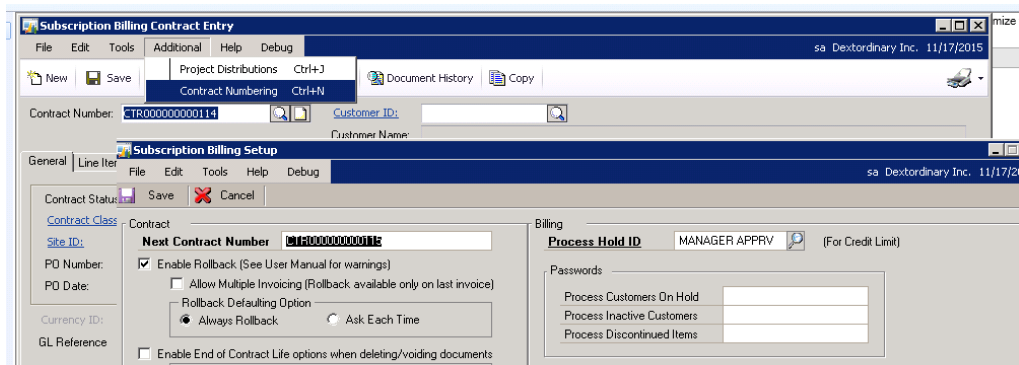 mize
Subscription Billing Contract Entry
File Edit Tools Additional Help Debug sa Dextordinary Inc. 11/17/2015
New Save Project Distributions Ctrl+J Document History Copy
Contract Numbering Ctrl+N
Contract Number: CTR000000000114 Customer ID:
Customer Name:
Subscription Billing Setup
General Line Iter
File Edit Tools Help Debug sa Dextordinary Inc. 11/17/20
Save Cancel
Contract Status
Contract Class
Contract Billing
Site ID: Next Contract Number CTR000000000115 Process Hold ID MANAGER APPRV (For Credit Limit)
PO Number: Enable Rollback (See User Manual for warnings)
Passwords
PO Date: Allow Multiple Invoicing (Rollback available only on last invoice)
Process Customers On Hold
Rollback Defaulting Option
Process Inactive Customers
Currency ID: Always Rollback Ask Each Time
Process Discontinued Items
GL Reference
Enable End of Contract Life options when deleting/voiding documents